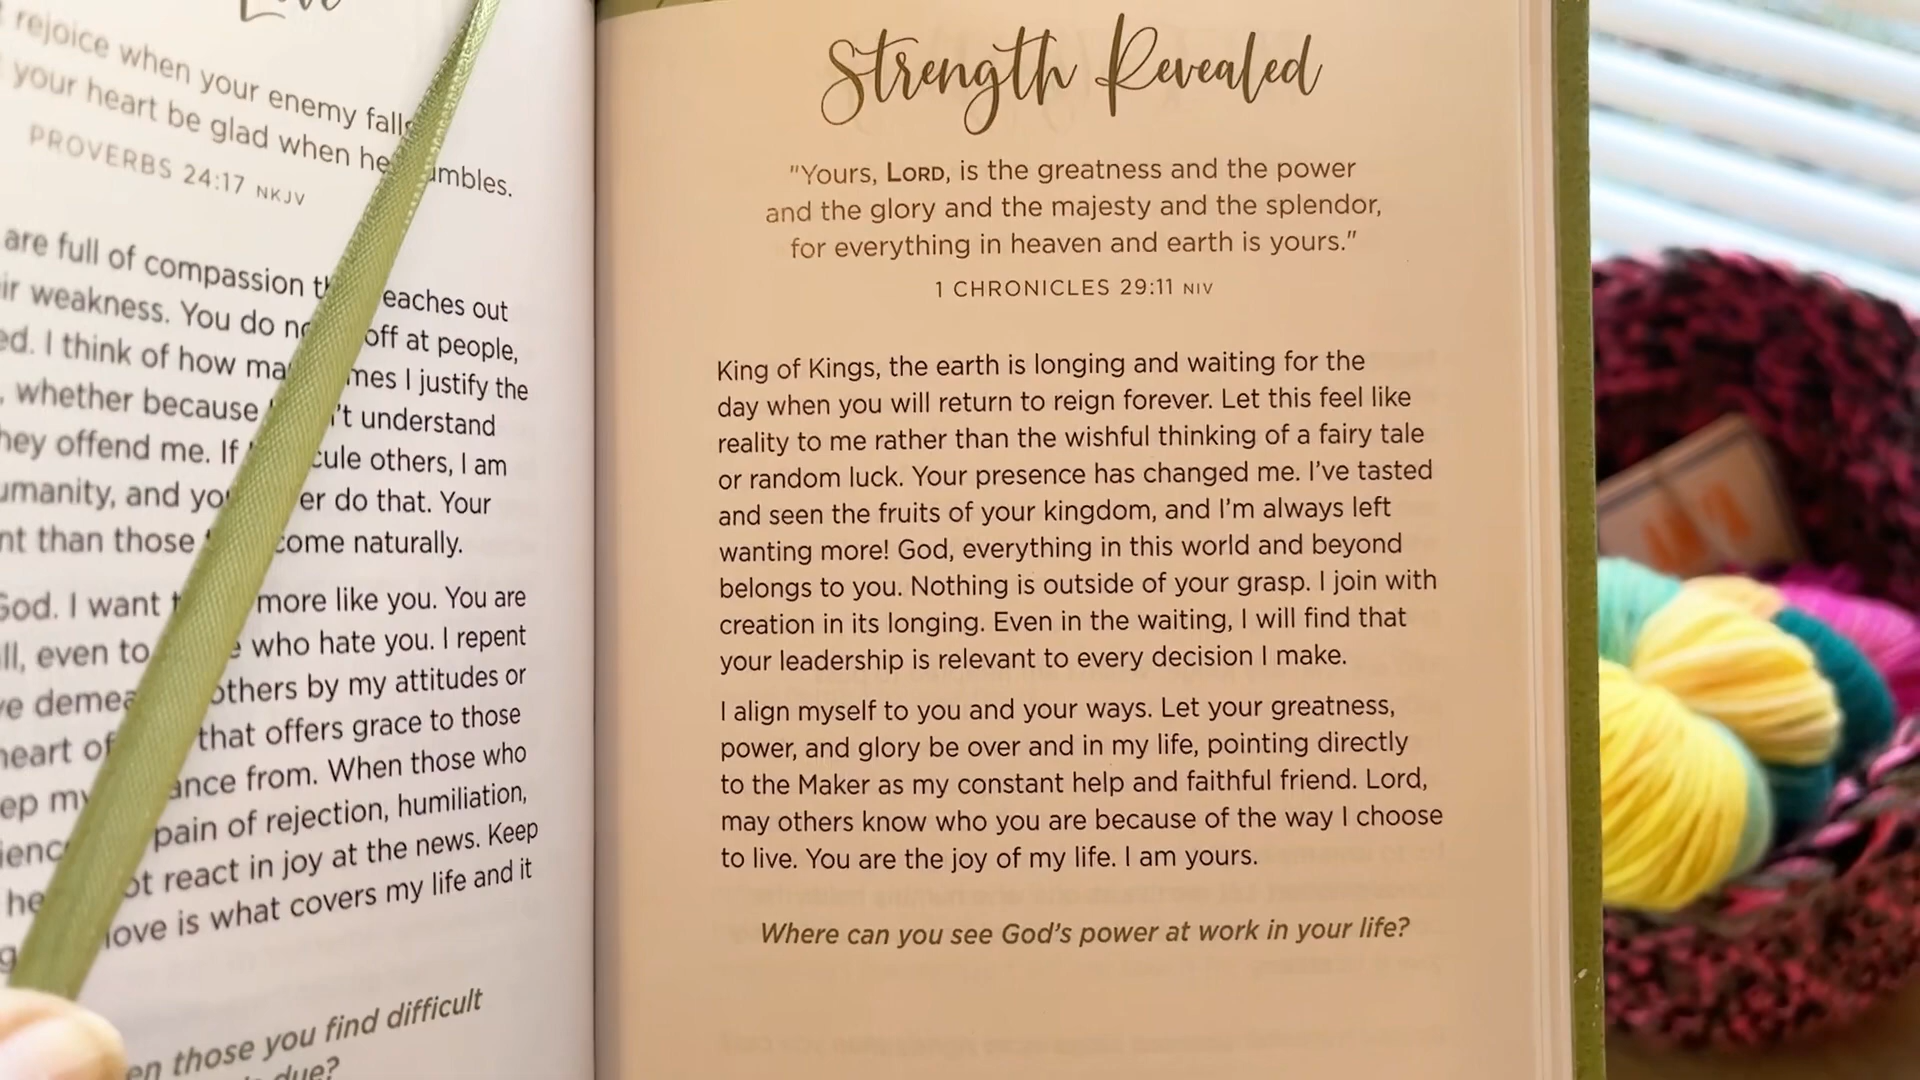 Love
rejoice when your enemy falls
your heart be glad when he umbles.
PROVERBS 24:17 NKJV
are full of compassion th eaches out
ir weakness. You do no off at people,
ed. I think of how ma mes I justify the
, whether because 't understand
hey offend me. If cule others, I am
umanity, and yo er do that. Your
nt than those come naturally.
God. I want more like you. You are
ll, even to who hate you. I repent
ve demea others by my attitudes or
heart of that offers grace to those
ep my ance from. When those who
ienc pain of rejection, humiliation,
he ot react in joy at the news. Keep
love is what covers my life and it
en those you find difficult
due?
Strength Revealed
"Yours, LORD, is the greatness and the power
and the glory and the majesty and the splendor,
for everything in heaven and earth is yours."
1 CHRONICLES 29:11 NIV
King of Kings, the earth is longing and waiting for the
day when you will return to reign forever. Let this feel like
reality to me rather than the wishful thinking of a fairy tale
or random luck. Your presence has changed me. I've tasted
and seen the fruits of your kingdom, and I'm always left
wanting more! God, everything in this world and beyond
belongs to you. Nothing is outside of your grasp. I join with
creation in its longing. Even in the waiting, I will find that
your leadership is relevant to every decision I make.
I align myself to you and your ways. Let your greatness,
power, and glory be over and in my life, pointing directly
to the Maker as my constant help and faithful friend. Lord,
may others know who you are because of the way I choose
to live. You are the joy of my life. I am yours.
Where can you see God's power at work in your life?